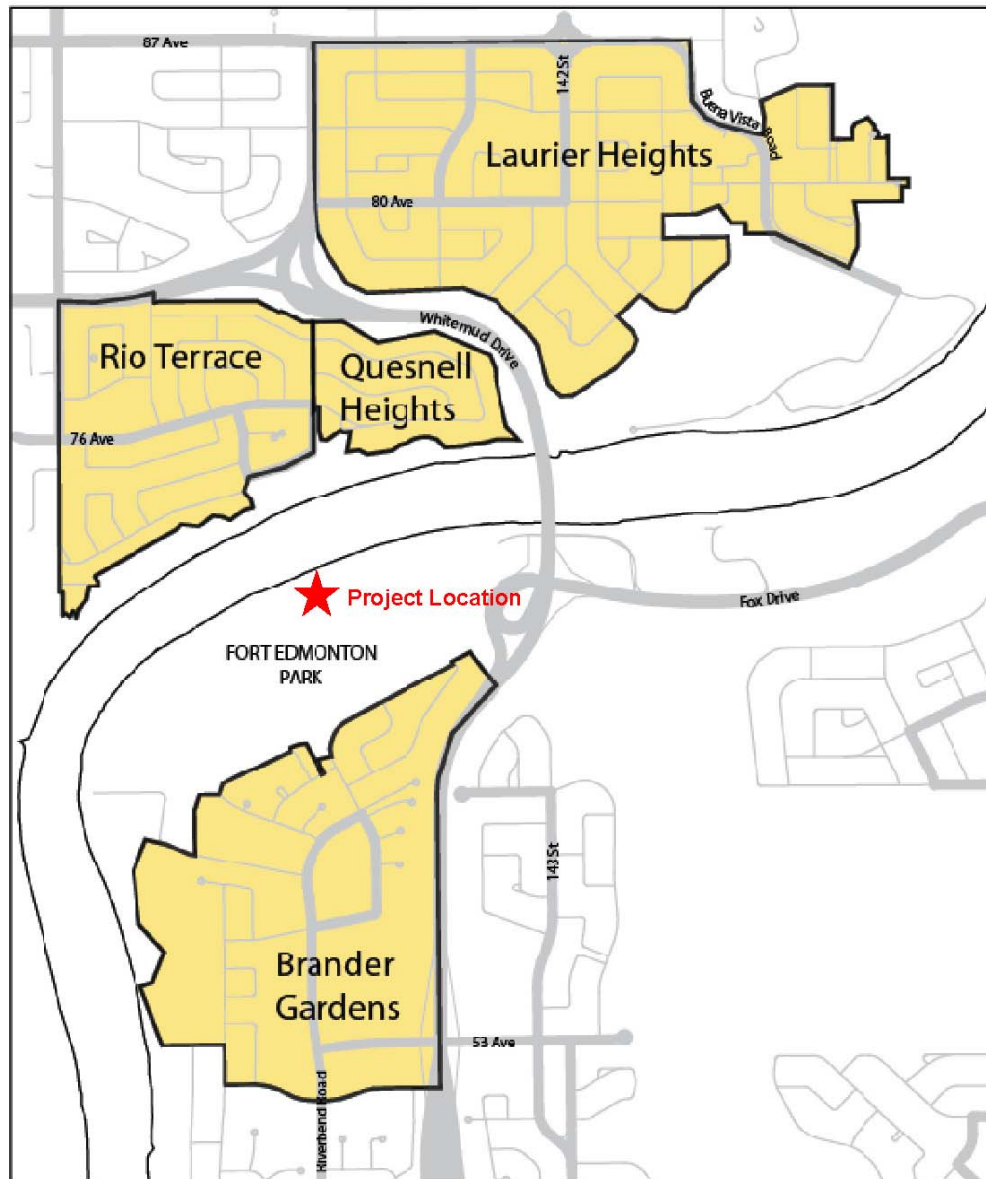 87 Ave
142 St
Buena Vista Road
Laurier Heights
80 Ave
Whitemud Drive
Rio Terrace
Quesnell
Heights
76 Ave
Project Location
Fox Drive
FORT EDMONTON
PARK
143 St
Brander
Gardens
53 Ave
Riverbend Road